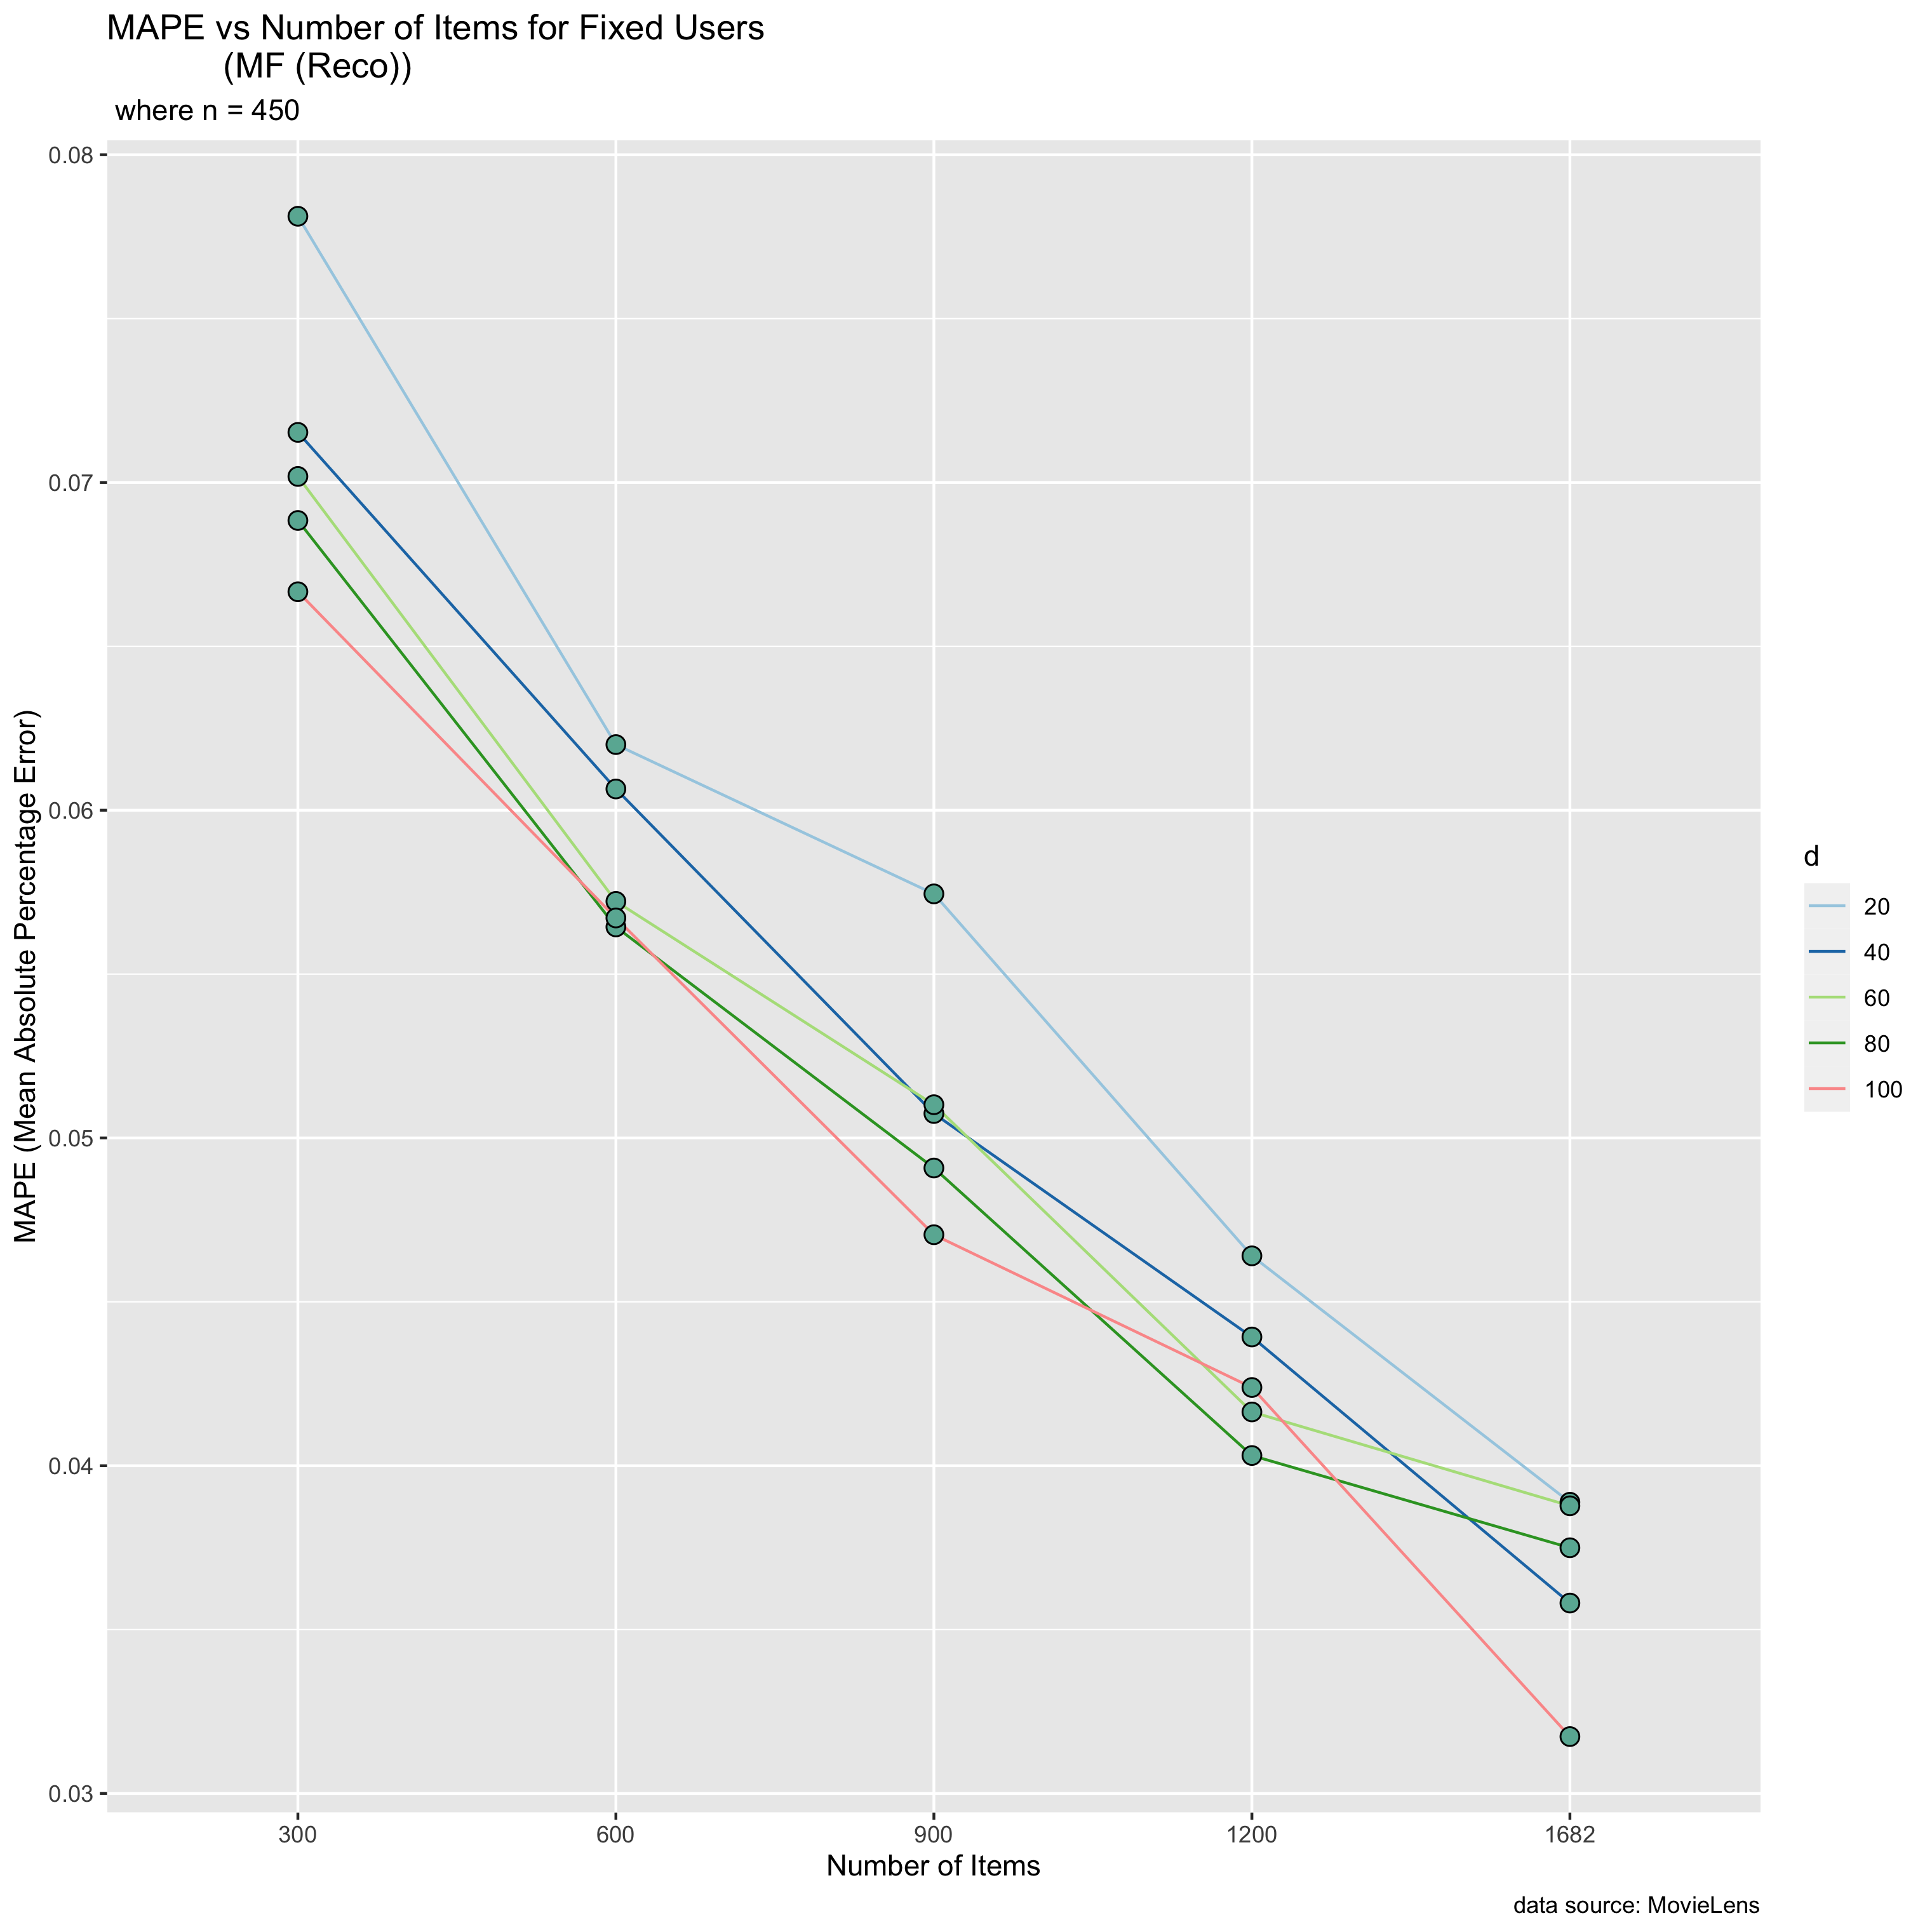 MAPE vs Number of Items for Fixed Users
(MF (Reco))
where n = 450
MAPE (Mean Absolute Percentage Error)
0.08
0.07
0.06
0.05
0.04
0.03
300 600 900 1200 1682
Number of Items
d
20
40
60
80
100
data source: MovieLens